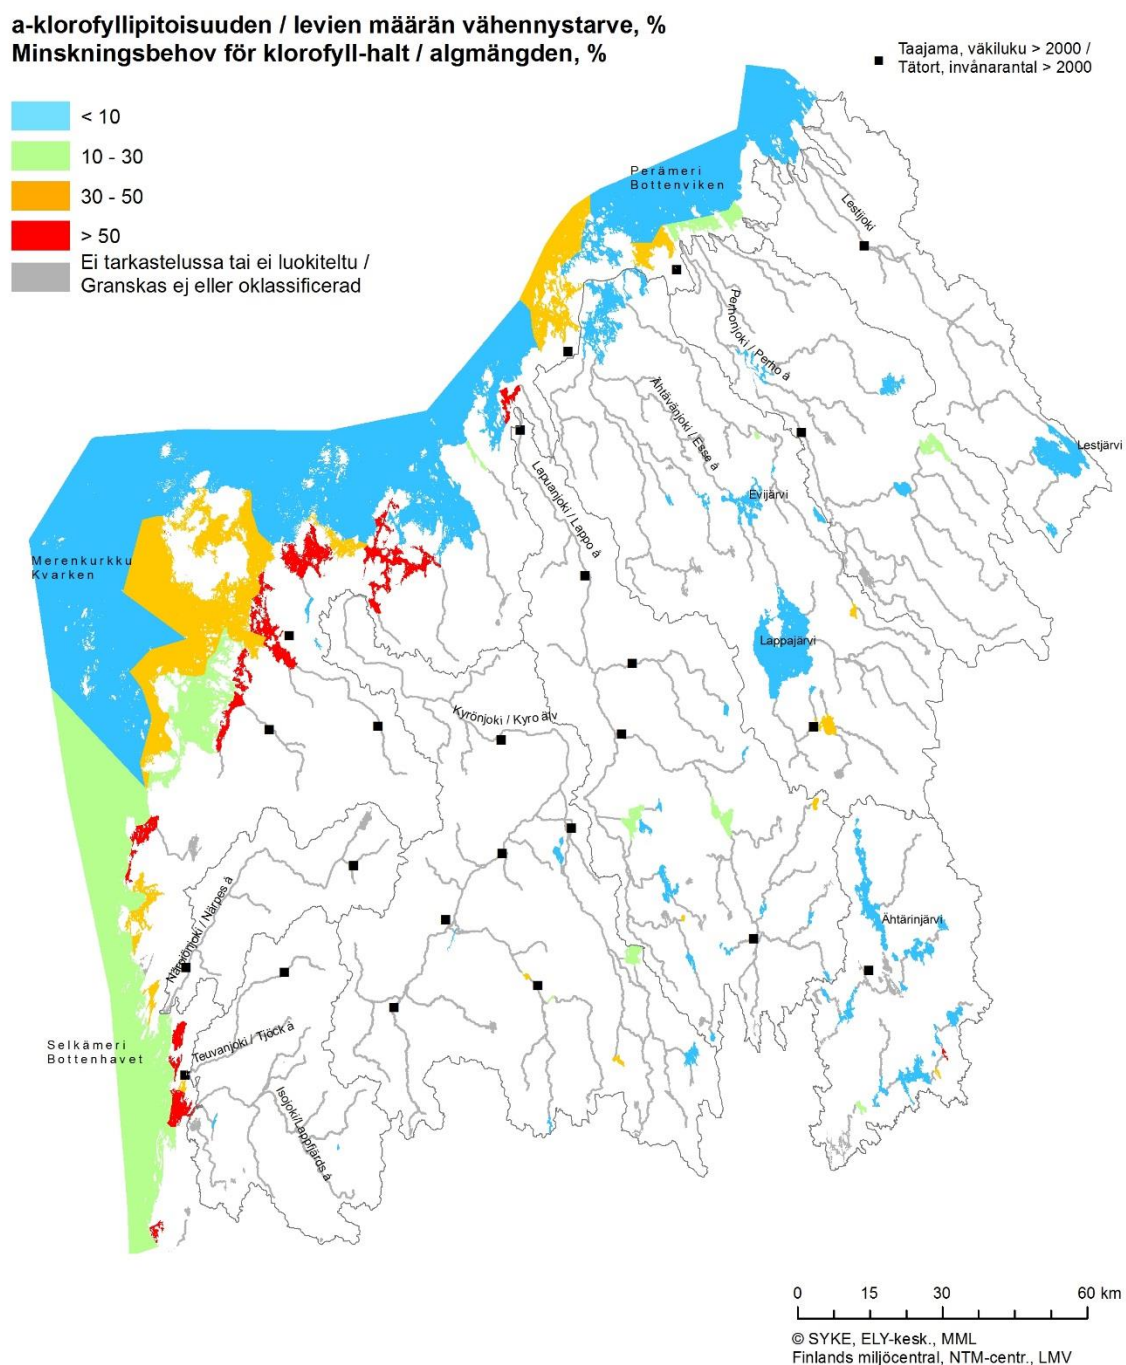 a-klorofyllipitoisuuden / levien määrän vähennystarve, %
Minskningsbehov för klorofyll-halt / algmängden, %
Taajama, väkiluku > 2000 /
Tätort, invånarantal > 2000
< 10
10 - 30
30 - 50
> 50
Ei tarkastelussa tai ei luokiteltu /
Granskas ej eller oklassificerad
Perämeri
Bottenviken
Lestijoki
Perhonjoki / Perho å
Ähtävänjoki / Esse å
Lestjärvi
Lapuanjoki / Lappo å
Evijärvi
Merenkurkku
Kvarken
Lappajärvi
Kyrönjoki / Kyro älv
Närpiönjoki / Närpes å
Ähtärinjärvi
Selkämeri
Bottenhavet
Teuvanjoki / Tjöck å
Isojoki/Lappfjärds å
0 15 30 60 km
© SYKE, ELY-kesk., MML
Finlands miljöcentral, NTM-centr., LMV